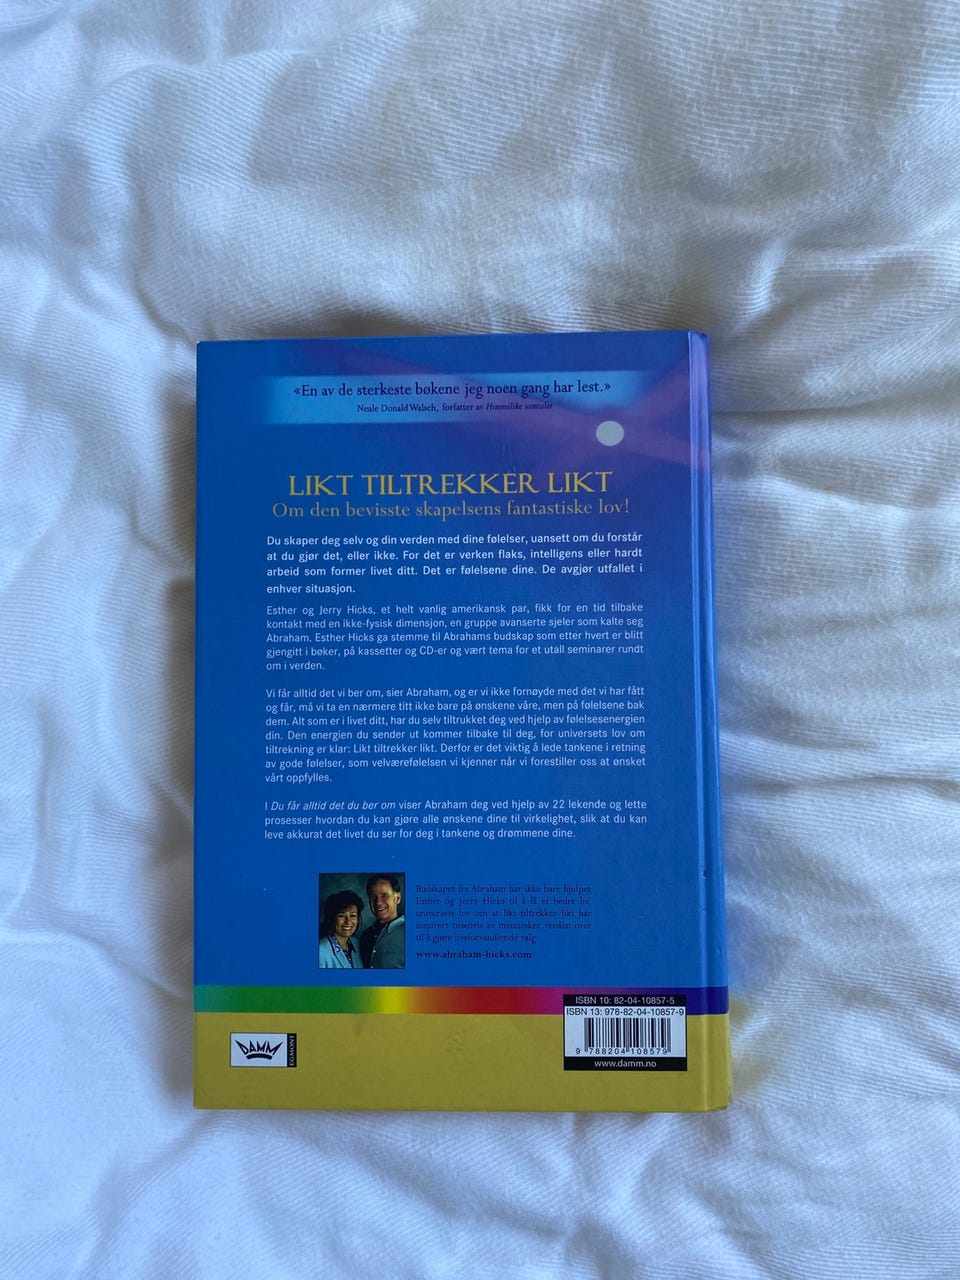 «En av de sterkeste bøkene jeg noen gang har lest.»
Neale Donald Walsch, forfatter av Himmelske samtaler
LIKT TILTREKKER LIKT
Om den bevisste skapelsens fantastiske lov!
Du skaper deg selv og din verden med dine følelser, uansett om du forstår
at du gjør det, eller ikke. For det er verken flaks, intelligens eller hardt
arbeid som former livet ditt. Det er følelsene dine. De avgjør utfallet i
enhver situasjon.
Esther og Jerry Hicks, et helt vanlig amerikansk par, fikk for en tid tilbake
kontakt med en ikke-fysisk dimensjon, en gruppe avanserte sjeler som kalte seg
Abraham. Esther Hicks ga stemme til Abrahams budskap som etter hvert er blitt
gjengitt i bøker, på kassetter og CD-er og vært tema for et utall seminarer rundt
om i verden.
Vi får alltid det vi ber om, sier Abraham, og er vi ikke fornøyde med det vi har fått
og får, må vi ta en nærmere titt ikke bare på ønskene våre, men på følelsene bak
dem. Alt som er i livet ditt, har du selv tiltrukket deg ved hjelp av følelsesenergien
din. Den energien du sender ut kommer tilbake til deg, for universets lov om
tiltrekning er klar: Likt tiltrekker likt. Derfor er det viktig å lede tankene i retning
av gode følelser, som velværefølelsen vi kjenner når vi forestiller oss at ønsket
vårt oppfylles.
I Du får alltid det du ber om viser Abraham deg ved hjelp av 22 lekende og lette
prosesser hvordan du kan gjøre alle ønskene dine til virkelighet, slik at du kan
leve akkurat det livet du ser for deg i tankene og drømmene dine.
Budskapet fra Abraham har ikke bare hjulpet
Esther og Jerry Hicks til å få et bedre liv,
universets lov om at likt tiltrekker likt har
inspirert tusenvis av mennesker verden over
til å gjøre livsforvandlende valg
www.abraham-hicks.com
ISBN 10: 82-04-10857-5
ISBN 13: 978-82-04-10857-9
9 788204 108579
www.damm.no
DAMM
EGMONT